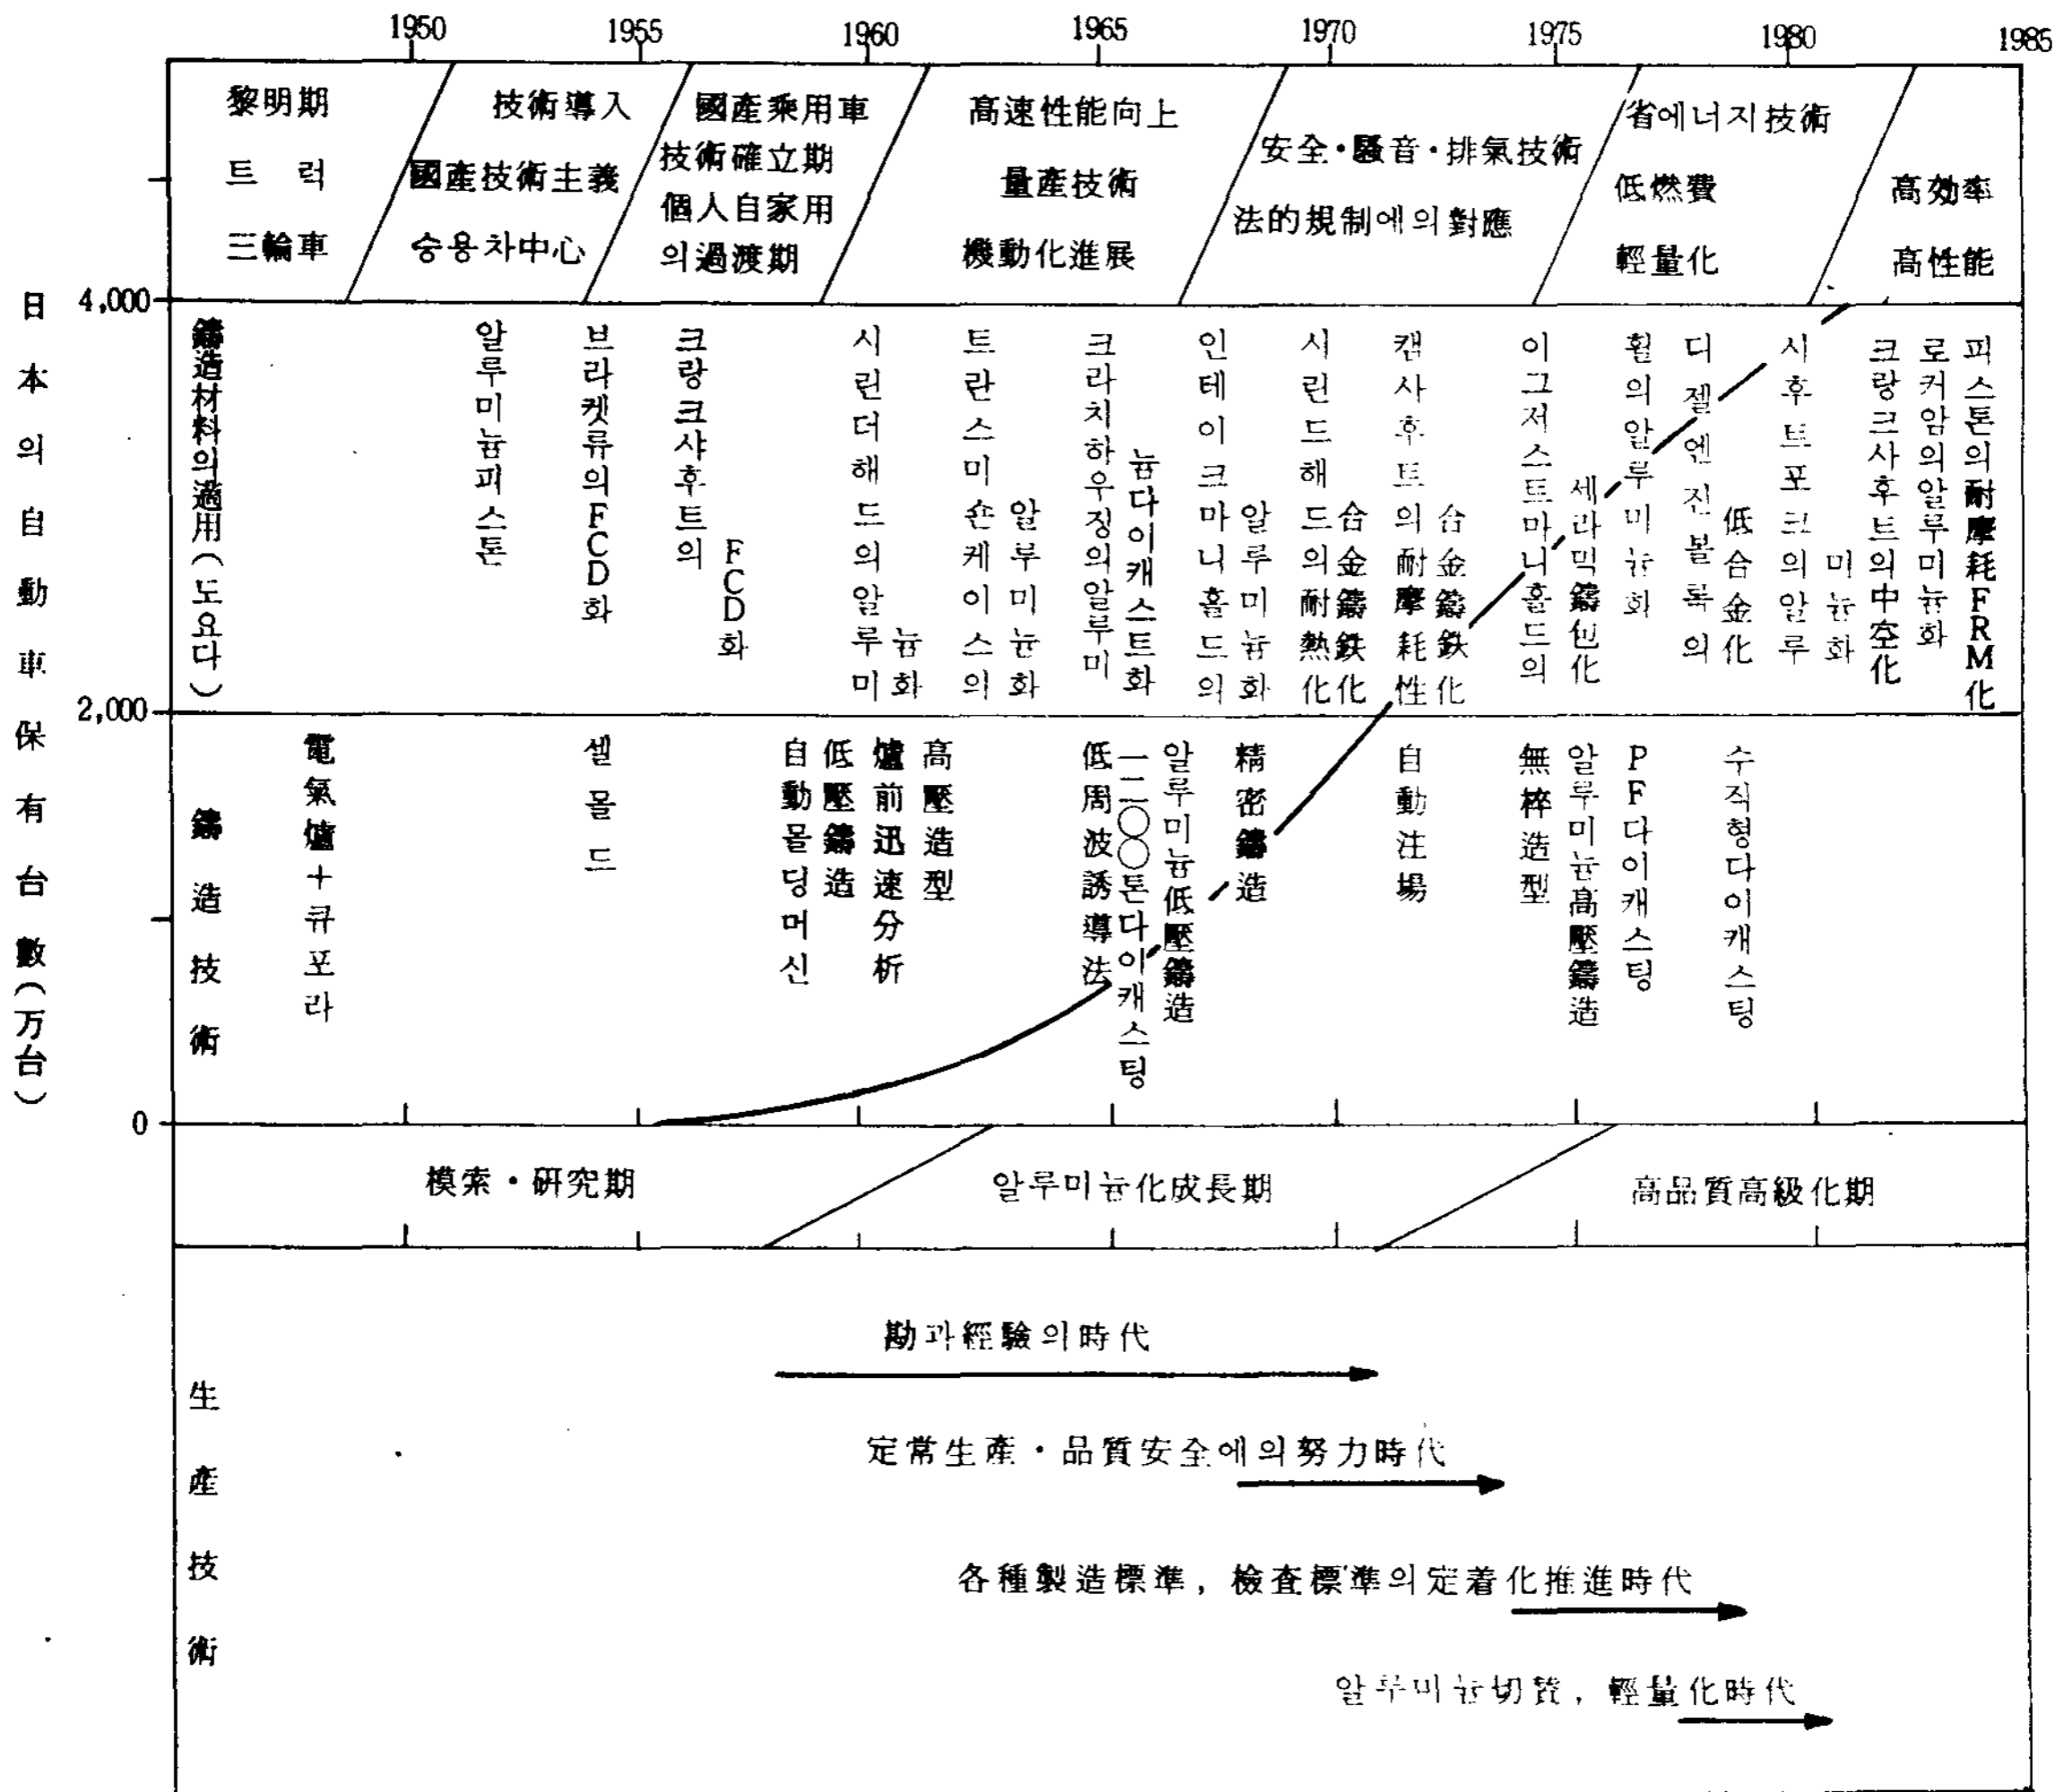 1950
1955
1960
1965
1970
1975
1980
1985
黎明期
트 럭
三輪車
技術導入
國產技術主義
승용차中心
國產乘用車
技術確立期
個人自家用
의過渡期
高速性能向上
量產技術
機動化進展
安全·騷音·排氣技術
法的規制에의對應
省에너지技術
低燃費
輕量化
高效率
高性能
日本의自動車保有台數(万台)
4,000
2,000
0
鑄造材料의適用(도요다)
알루미늄피스톤
브라켓류의FCD화
크랑크샤후트의
FCD화
시린더해드의알루미
늄화
트란스미숀케이스의
알루미늄화
크라치하우징의알루미
늄다이캐스트화
인테이크마니홀드의
알루미늄화
시린드해드의耐熱化
合金鑄鉄化
캠사후트의耐摩耗性
合金鑄鉄化
이그저스트마니홀드의
세라믹鑄包化
휠의알루미늄화
디젤엔진블록의
低合金化
시후트포크의알루
미늄화
크랑크사후트의中空化
로커암의알루미늄화
피스톤의耐摩耗FRM化
鑄造技術
電氣爐+큐포라
셀몰드
自動몰딩머신
低壓鑄造
爐前迅速分析
高壓造型
低周波誘導法
一二〇〇톤다이캐스팅
알루미늄低壓鑄造
精密鑄造
自動注場
無枠造型
알루미늄高壓鑄造
PF다이캐스팅
수직형다이캐스팅
模索·研究期
알루미늄化成長期
高品質高級化期
生產技術
勘과經驗의時代
定常生產·品質安全에의努力時代
各種製造標準, 檢査標準의定着化推進時代
알루미늄切贊, 輕量化時代